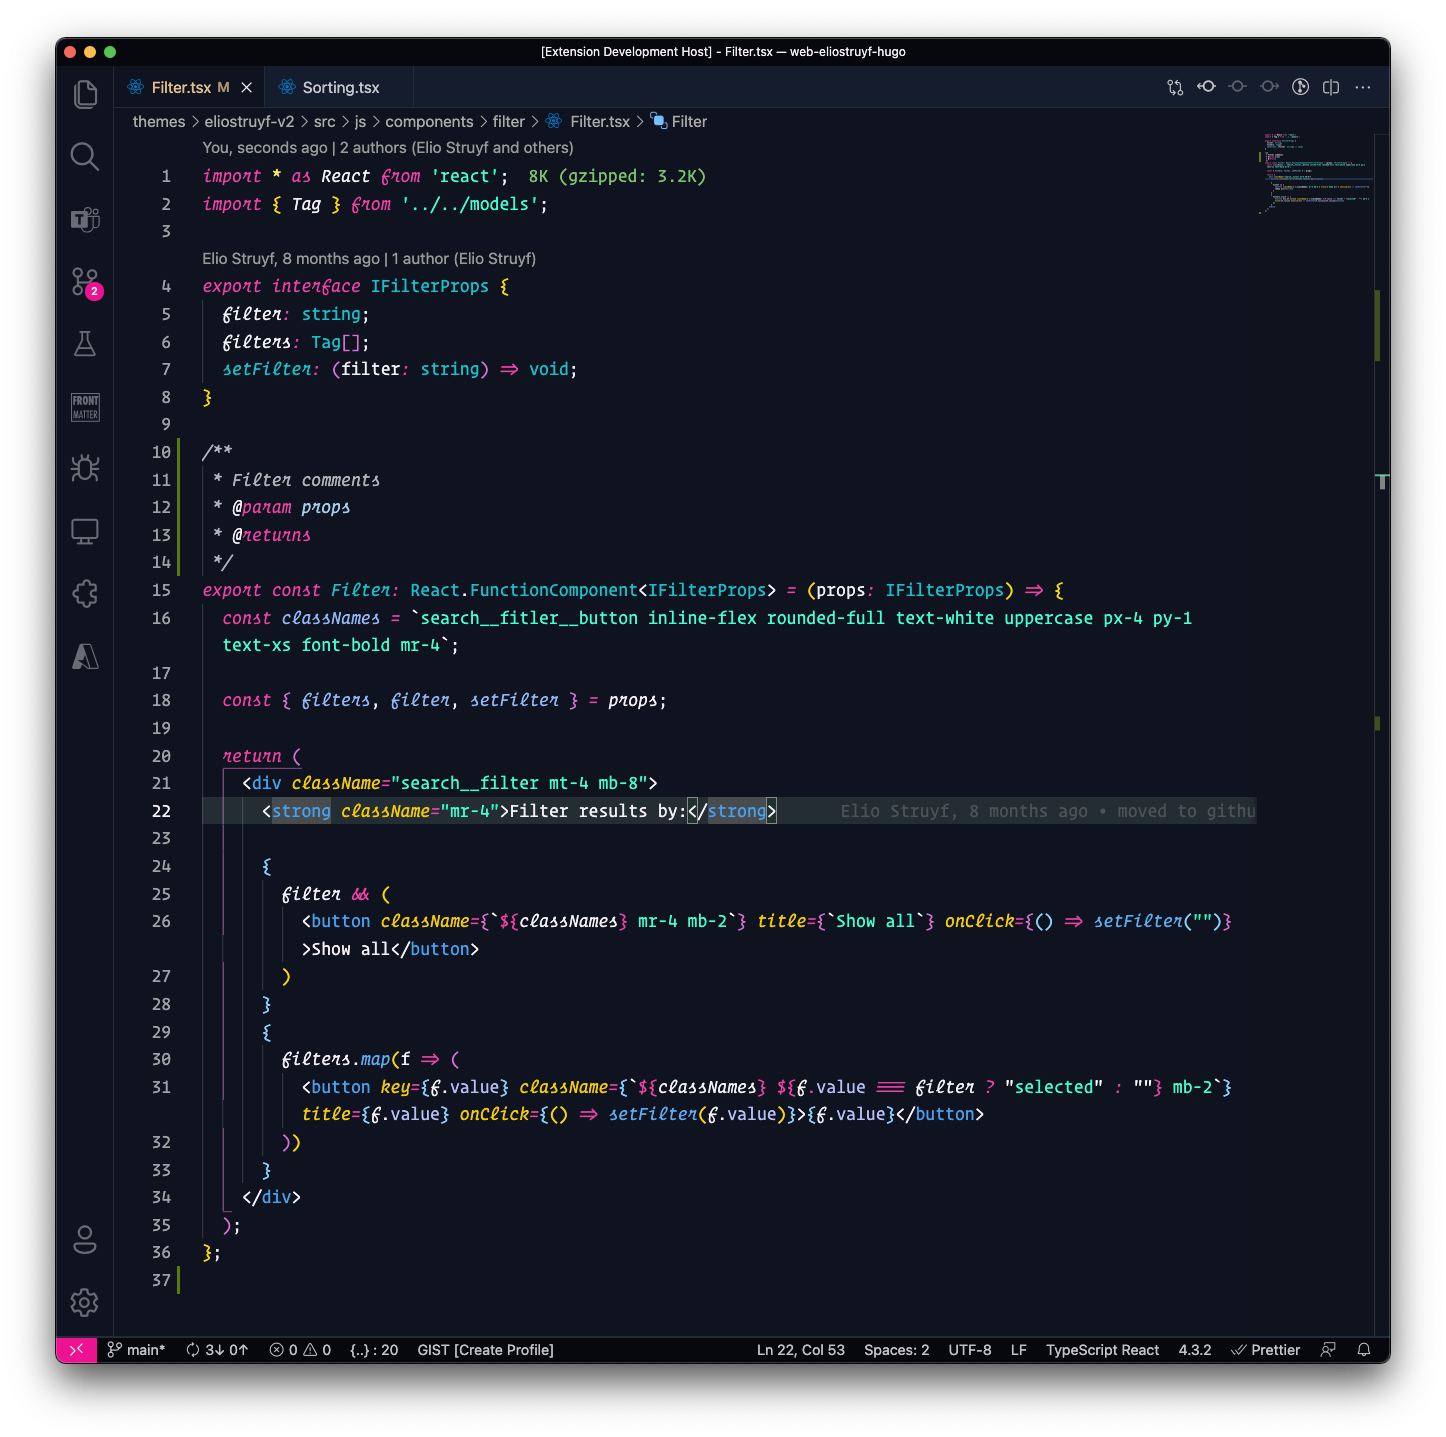 [Extension Development Host] - Filter.tsx — web-eliostruyf-hugo
Filter.tsx M
Sorting.tsx
themes > eliostruyf-v2 > src > js > components > filter > Filter.tsx > Filter
You, seconds ago | 2 authors (Elio Struyf and others)
1 import * as React from 'react'; 8K (gzipped: 3.2K)
2 import { Tag } from '../../models';
3
Elio Struyf, 8 months ago | 1 author (Elio Struyf)
4 export interface IFilterProps {
5 filter: string;
6 filters: Tag[];
7 setFilter: (filter: string) => void;
8 }
9
10 /**
11 * Filter comments
12 * @param props
13 * @returns
14 */
15 export const Filter: React.FunctionComponent<IFilterProps> = (props: IFilterProps) => {
16 const classNames = `search__fitler__button inline-flex rounded-full text-white uppercase px-4 py-1
text-xs font-bold mr-4`;
17
18 const { filters, filter, setFilter } = props;
19
20 return (
21 <div className="search__filter mt-4 mb-8">
22 <strong className="mr-4">Filter results by:</strong> Elio Struyf, 8 months ago • moved to githu
23
24 {
25 filter && (
26 <button className={`${classNames} mr-4 mb-2`} title={`Show all`} onClick={() => setFilter("")}
>Show all</button>
27 )
28 }
29 {
30 filters.map(f => (
31 <button key={f.value} className={`${classNames} ${f.value === filter ? "selected" : ""} mb-2`}
title={f.value} onClick={() => setFilter(f.value)}>{f.value}</button>
32 ))
33 }
34 </div>
35 );
36 };
37
T
2
FRONT
MATTER
main* 3↓ 0↑ 0 0 {..} : 20 GIST [Create Profile] Ln 22, Col 53 Spaces: 2 UTF-8 LF TypeScript React 4.3.2 Prettier